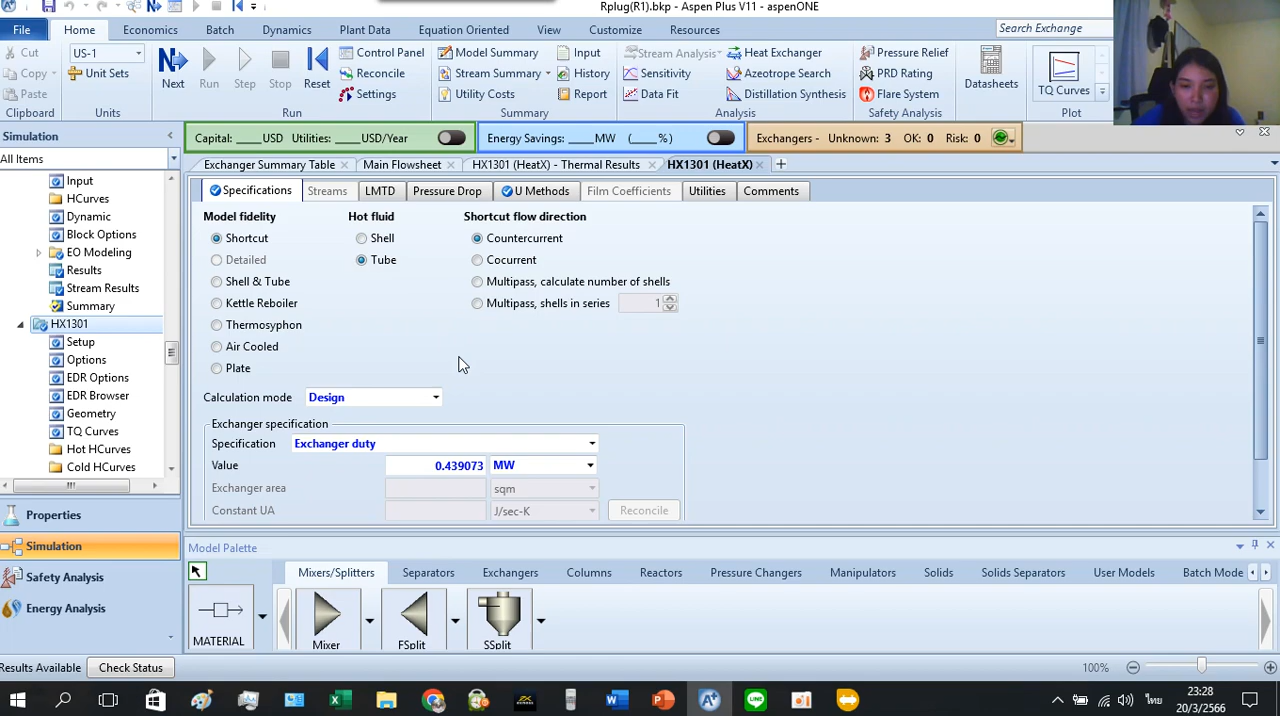 Rplug(R1).bkp - Aspen Plus V11 - aspenONE
File Home Economics Batch Dynamics Plantdata Equation Oriented View Customize Resources Search Exchange
Cut US-1 Control Panel Model Summary Input Stream Analysis Heat Exchanger Pressure Relief
Copy Unit Sets Reconcile Stream Summary History Sensitivity Azeotrope Search PRD Rating
Paste Next Run Step Stop Reset Settings Utility Costs Report Data Fit Distillation Synthesis Flare System Datasheets TQ Curves
Clipboard Units Run Summary Analysis Safety Analysis Plot
Simulation Capital: ____ USD Utilities: ____ USD/Year Energy Savings: ____ MW ( ____ %) Exchangers - Unknown: 3 OK: 0 Risk: 0
All Items Exchanger Summary Table Main Flowsheet HX1301 (HeatX) - Thermal Results HX1301 (HeatX)
Input
HCurves
Dynamic
Block Options
EO Modeling
Results
Stream Results
Summary
HX1301
Setup
Options
EDR Options
EDR Browser
Geometry
TQ Curves
Hot HCurves
Cold HCurves
Properties
Simulation
Safety Analysis
Energy Analysis
Specifications Streams LMTD Pressure Drop U Methods Film Coefficients Utilities Comments
Model fidelity Hot fluid Shortcut flow direction
Shortcut Shell Countercurrent
Detailed Tube Cocurrent
Shell & Tube Multipass, calculate number of shells
Kettle Reboiler Multipass, shells in series 1
Thermosyphon
Air Cooled
Plate
Calculation mode Design
Exchanger specification
Specification Exchanger duty
Value 0.439073 MW
Exchanger area sqm
Constant UA J/sec-K Reconcile
Model Palette
Mixers/Splitters Separators Exchangers Columns Reactors Pressure Changers Manipulators Solids Solids Separators User Models Batch Mode
MATERIAL Mixer FSplit SSplit
Results Available Check Status 100%
ไทย 23:28
20/3/2566